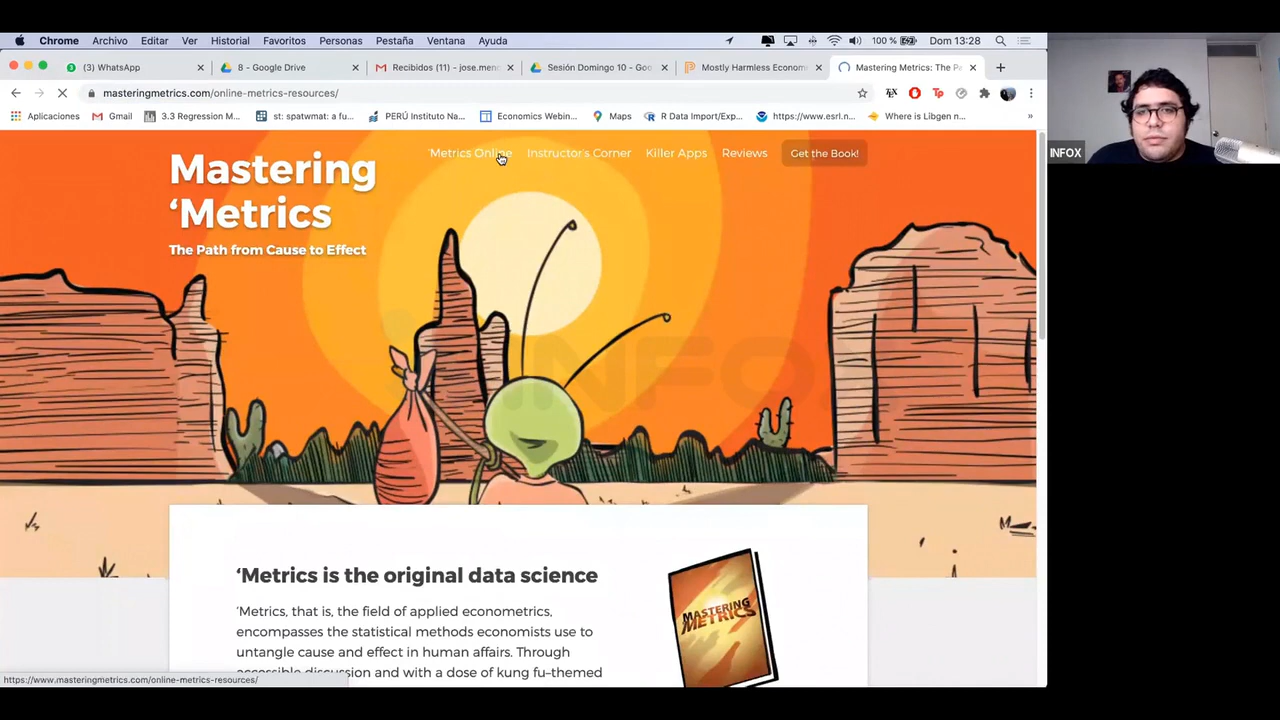 Chrome Archivo Editar Ver Historial Favoritos Personas Pestaña Ventana Ayuda 100 % Dom 13:28
(3) WhatsApp
8 - Google Drive
Recibidos (11) - jose.men
Sesión Domingo 10 - Goo
Mostly Harmless Econom
Mastering Metrics: The Pa
masteringmetrics.com/online-metrics-resources/
Aplicaciones
Gmail
3.3 Regression M...
st: spatwmat: a fu...
PERÚ Instituto Na...
Economics Webin...
Maps
R Data Import/Exp...
https://www.esrl.n...
Where is Libgen n...
»
Mastering
‘Metrics
The Path from Cause to Effect
‘Metrics Online
Instructor’s Corner
Killer Apps
Reviews
Get the Book!
INFOX
INFOX
‘Metrics is the original data science
‘Metrics, that is, the field of applied econometrics,
encompasses the statistical methods economists use to
untangle cause and effect in human affairs. Through
accessible discussion and with a dose of kung fu–themed
MASTERING
METRICS
https://www.masteringmetrics.com/online-metrics-resources/